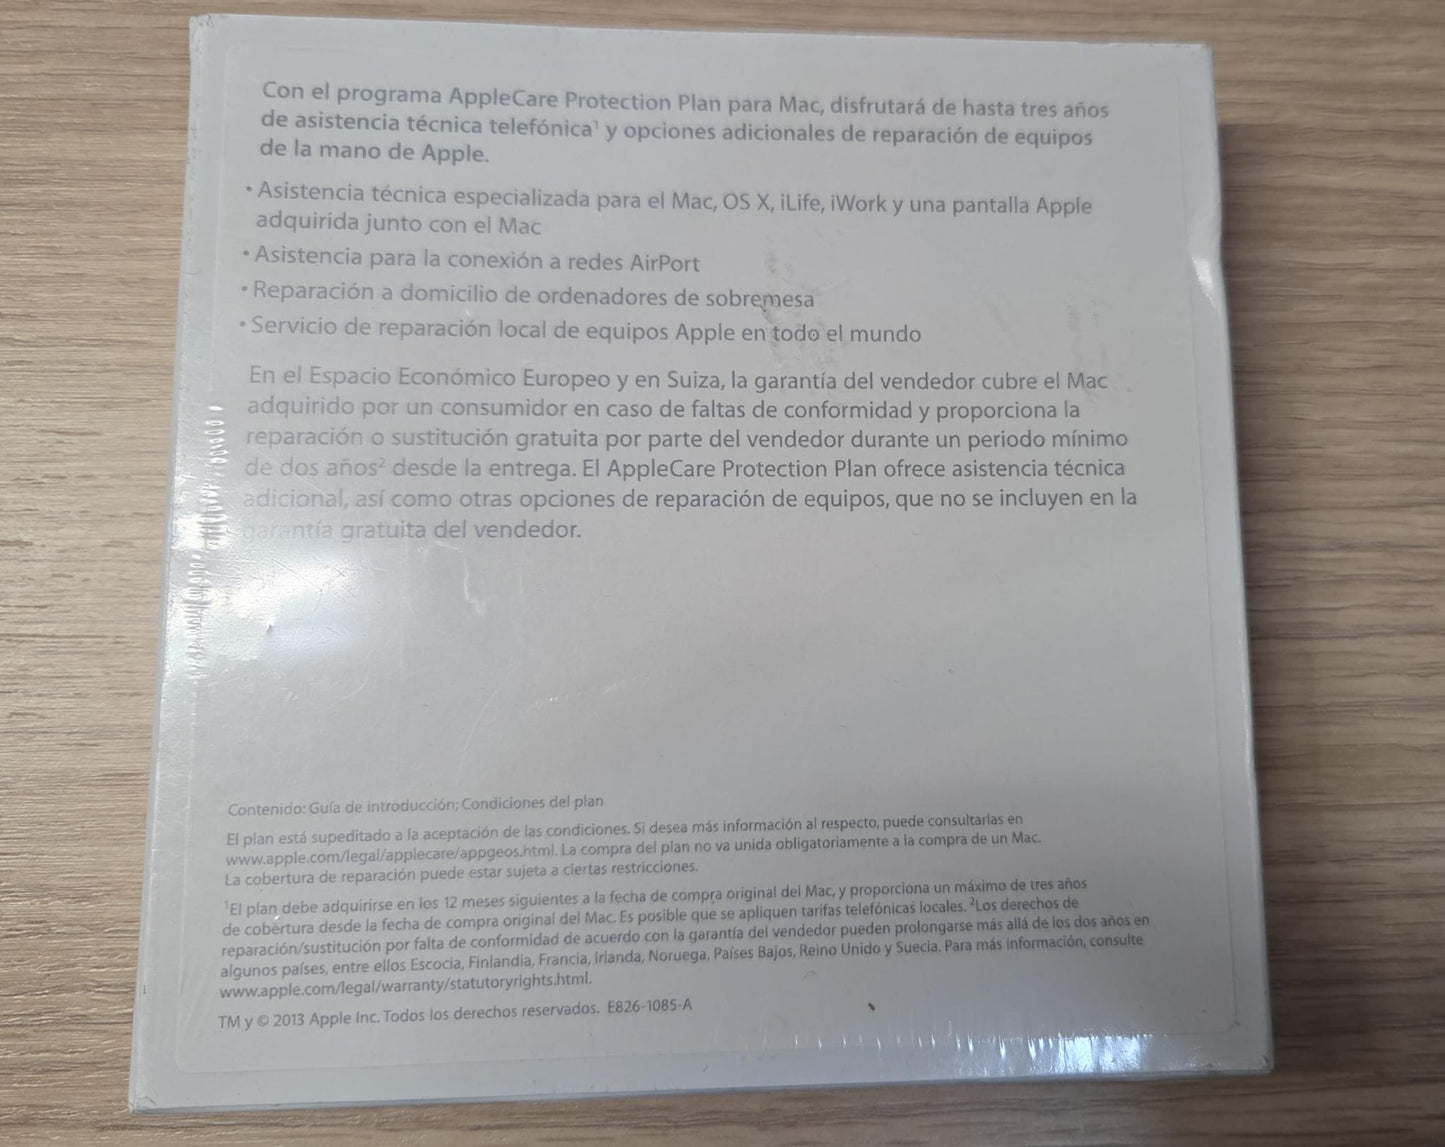 Con el programa AppleCare Protection Plan para Mac, disfrutará de hasta tres años
de asistencia técnica telefónica¹ y opciones adicionales de reparación de equipos
de la mano de Apple.
• Asistencia técnica especializada para el Mac, OS X, iLife, iWork y una pantalla Apple
adquirida junto con el Mac
• Asistencia para la conexión a redes AirPort
• Reparación a domicilio de ordenadores de sobremesa
• Servicio de reparación local de equipos Apple en todo el mundo
En el Espacio Económico Europeo y en Suiza, la garantía del vendedor cubre el Mac
adquirido por un consumidor en caso de faltas de conformidad y proporciona la
reparación o sustitución gratuita por parte del vendedor durante un periodo mínimo
de dos años² desde la entrega. El AppleCare Protection Plan ofrece asistencia técnica
adicional, así como otras opciones de reparación de equipos, que no se incluyen en la
garantía gratuita del vendedor.
Contenido: Guía de introducción; Condiciones del plan
El plan está supeditado a la aceptación de las condiciones. Si desea más información al respecto, puede consultarlas en
www.apple.com/legal/applecare/appgeos.html. La compra del plan no va unida obligatoriamente a la compra de un Mac.
La cobertura de reparación puede estar sujeta a ciertas restricciones.
¹El plan debe adquirirse en los 12 meses siguientes a la fecha de compra original del Mac, y proporciona un máximo de tres años
de cobertura desde la fecha de compra original del Mac. Es posible que se apliquen tarifas telefónicas locales. ²Los derechos de
reparación/sustitución por falta de conformidad de acuerdo con la garantía del vendedor pueden prolongarse más allá de los dos años en
algunos países, entre ellos Escocia, Finlandia, Francia, Irlanda, Noruega, Países Bajos, Reino Unido y Suecia. Para más información, consulte
www.apple.com/legal/warranty/statutoryrights.html.
TM y © 2013 Apple Inc. Todos los derechos reservados. E826-1085-A